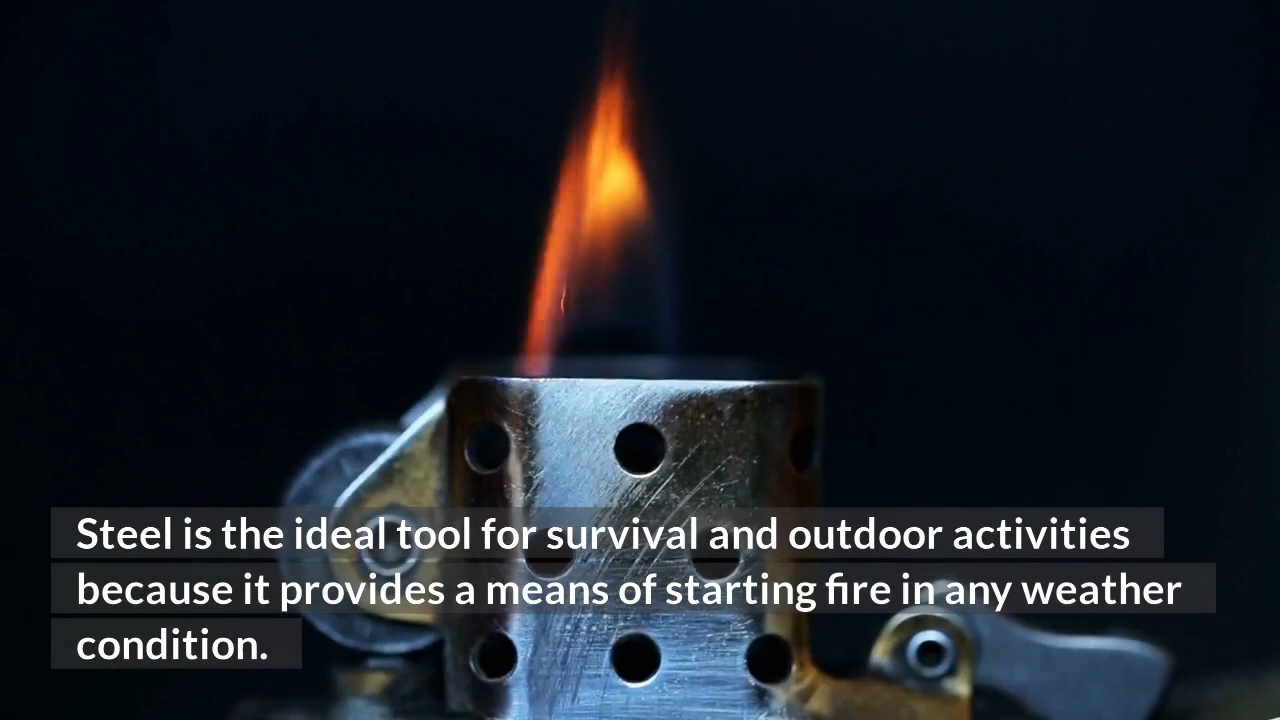 Steel is the ideal tool for survival and outdoor activities
because it provides a means of starting fire in any weather
condition.